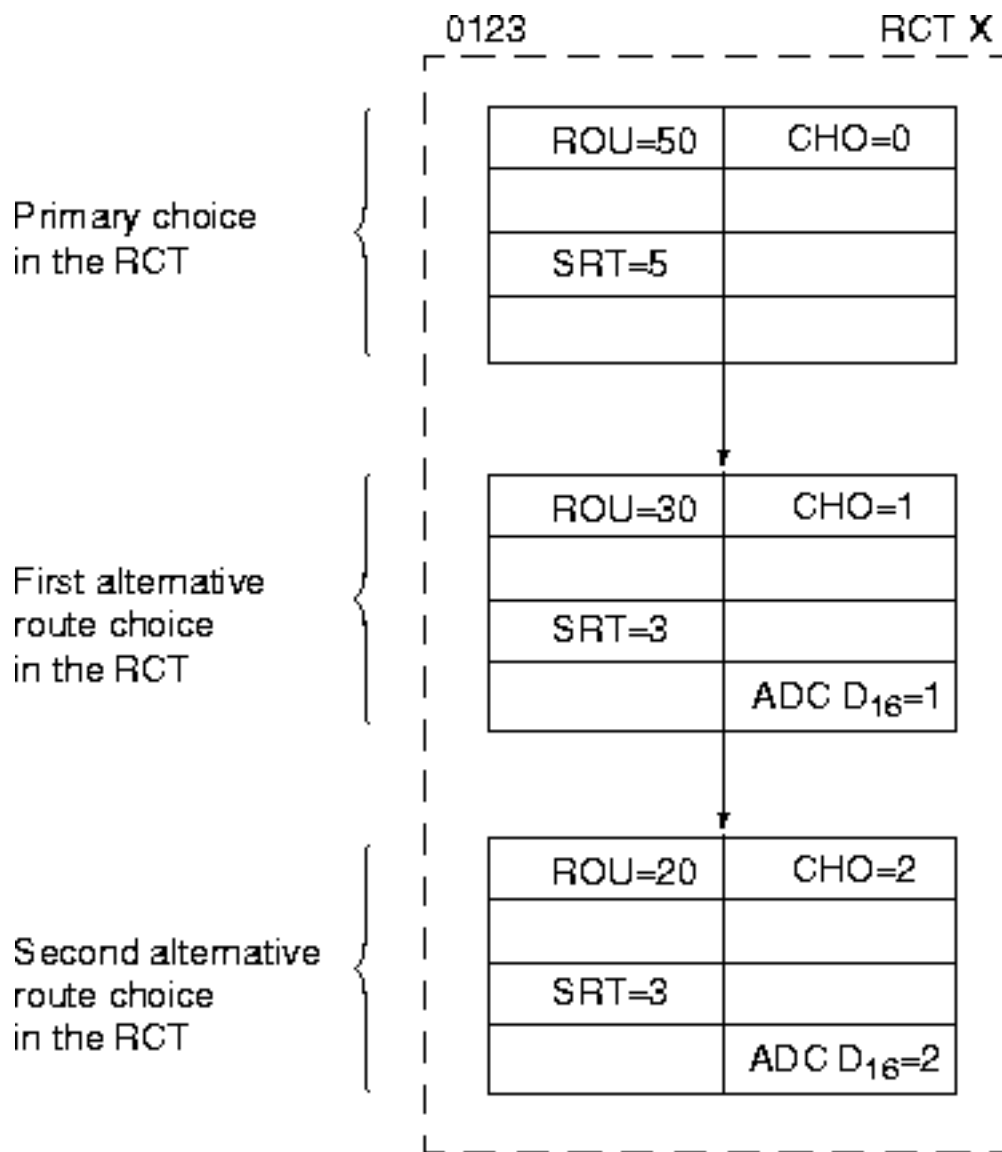 0123 RCT X
Primary choice
in the RCT
ROU=50 CHO=0
SRT=5
First alternative
route choice
in the RCT
ROU=30 CHO=1
SRT=3
ADC D₁₆=1
Second alternative
route choice
in the RCT
ROU=20 CHO=2
SRT=3
ADC D₁₆=2